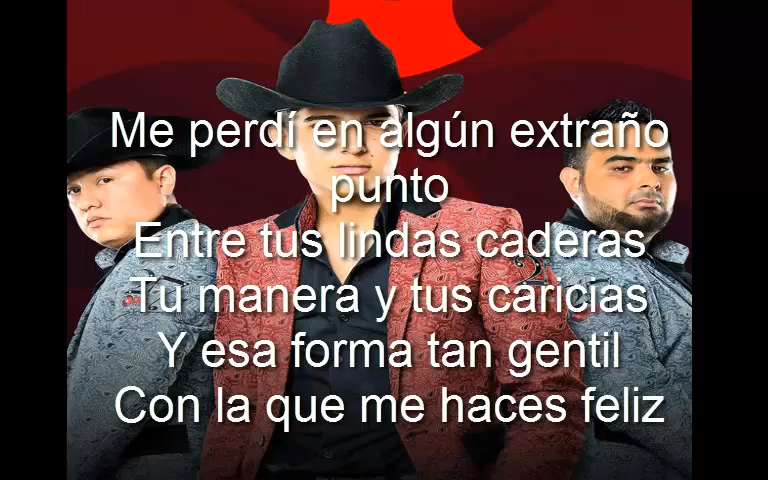 Me perdí en algún extraño
punto
Entre tus lindas caderas
Tu manera y tus caricias
Y esa forma tan gentil
Con la que me haces feliz